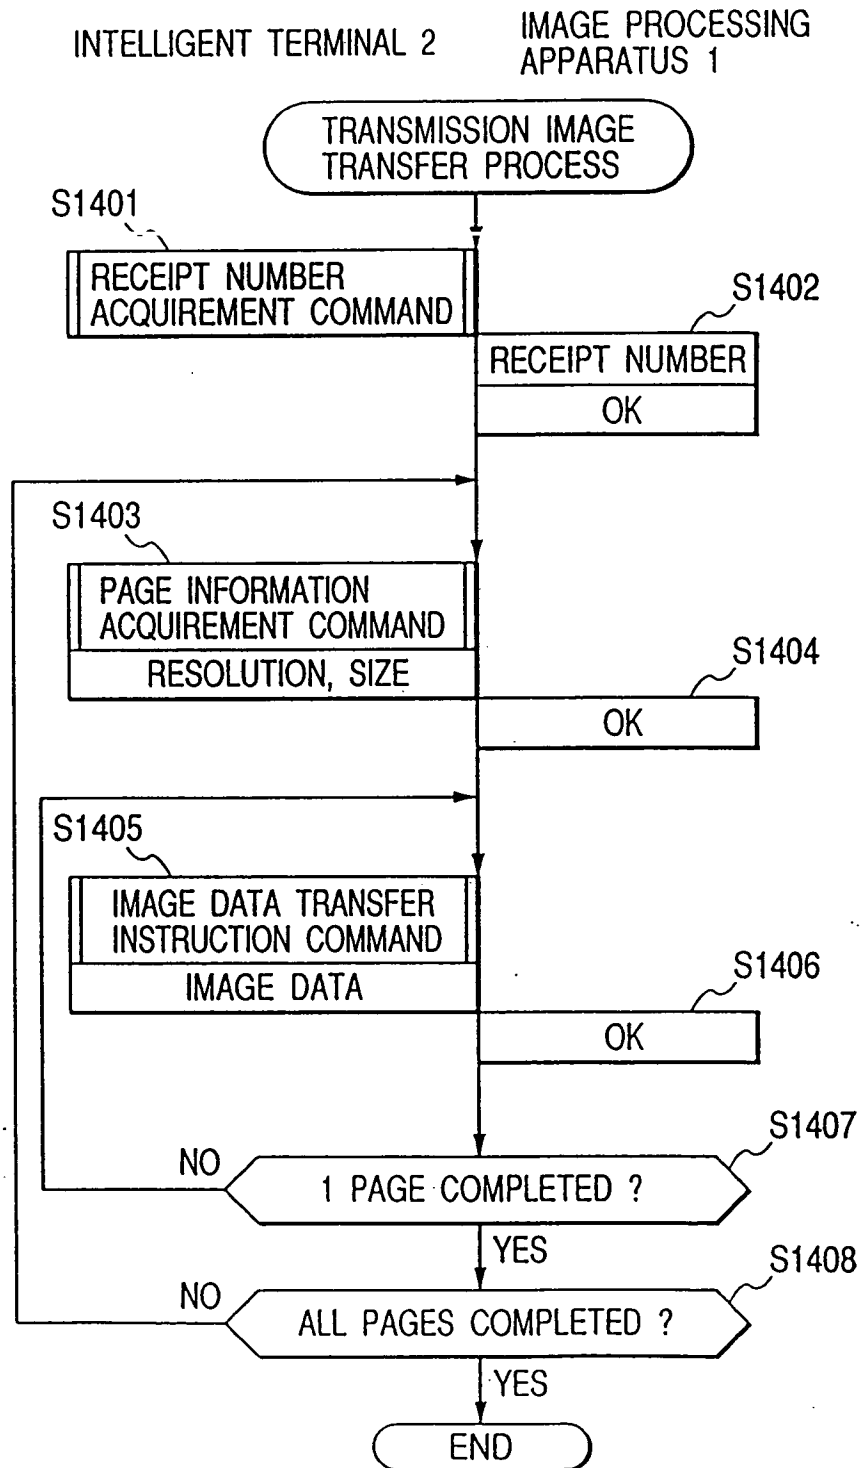 INTELLIGENT TERMINAL 2
IMAGE PROCESSING
APPARATUS 1
TRANSMISSION IMAGE
TRANSFER PROCESS
S1401
RECEIPT NUMBER
ACQUIREMENT COMMAND
S1402
RECEIPT NUMBER
OK
S1403
PAGE INFORMATION
ACQUIREMENT COMMAND
RESOLUTION, SIZE
S1404
OK
S1405
IMAGE DATA TRANSFER
INSTRUCTION COMMAND
IMAGE DATA
S1406
OK
S1407
NO
1 PAGE COMPLETED ?
YES
S1408
NO
ALL PAGES COMPLETED ?
YES
END